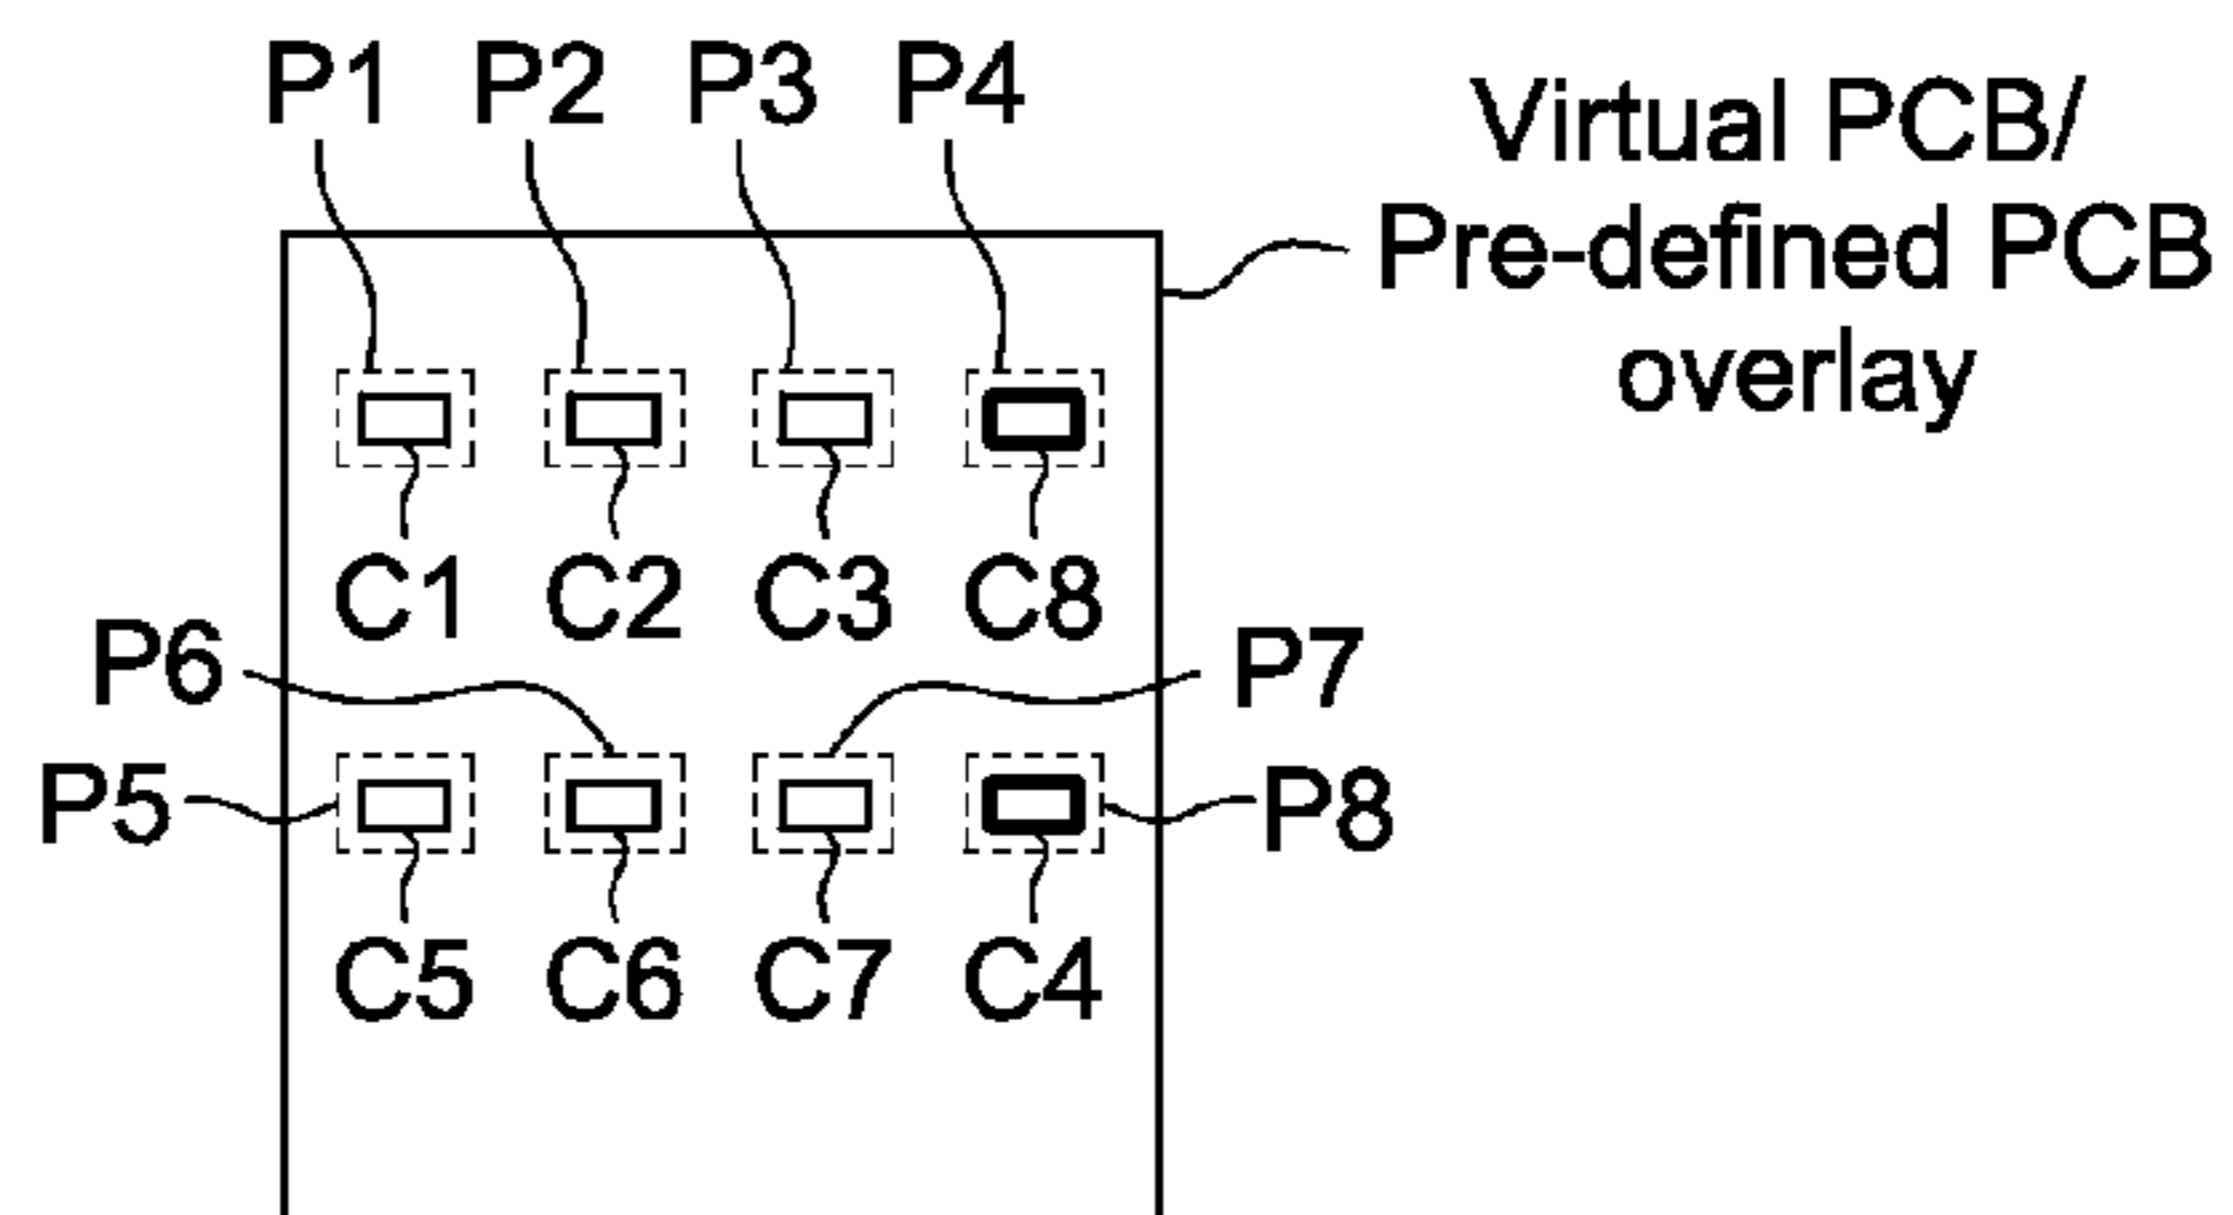 P1 P2 P3 P4
Virtual PCB/
Pre-defined PCB
overlay
C1 C2 C3 C8
P6 P7
P5 P8
C5 C6 C7 C4